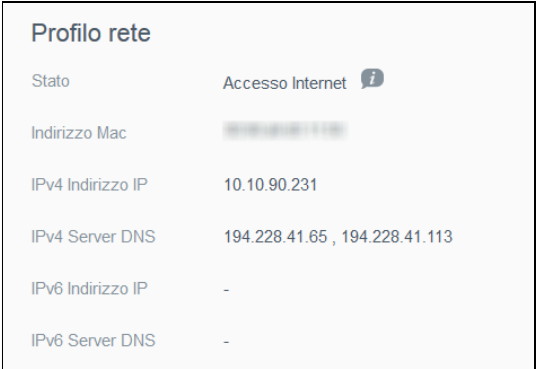 Profilo rete
Stato Accesso Internet i
Indirizzo Mac
IPv4 Indirizzo IP 10.10.90.231
IPv4 Server DNS 194.228.41.65 , 194.228.41.113
IPv6 Indirizzo IP -
IPv6 Server DNS -